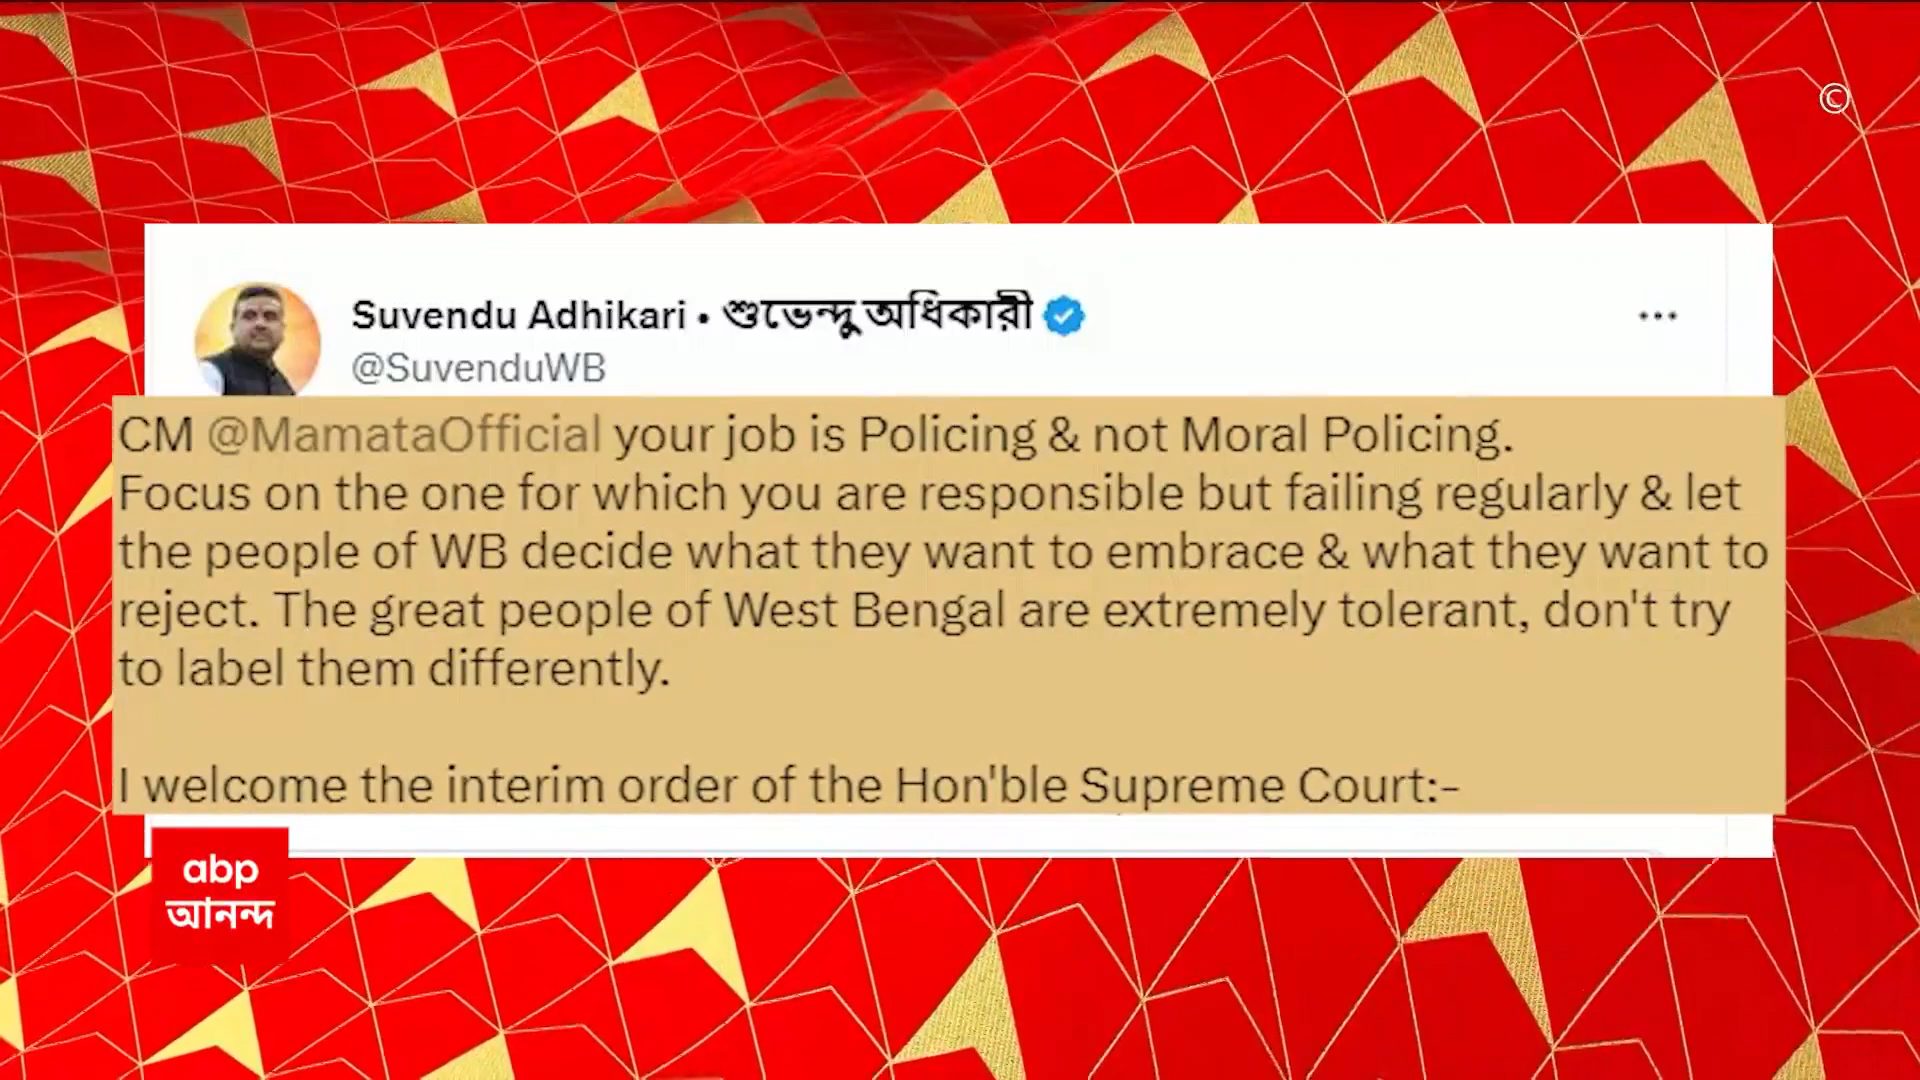 ©
Suvendu Adhikari • শুভেন্দু অধিকারী
@SuvenduWB
CM @MamataOfficial your job is Policing & not Moral Policing.
Focus on the one for which you are responsible but failing regularly & let
the people of WB decide what they want to embrace & what they want to
reject. The great people of West Bengal are extremely tolerant, don't try
to label them differently.
I welcome the interim order of the Hon'ble Supreme Court:-
abp
আনন্দ